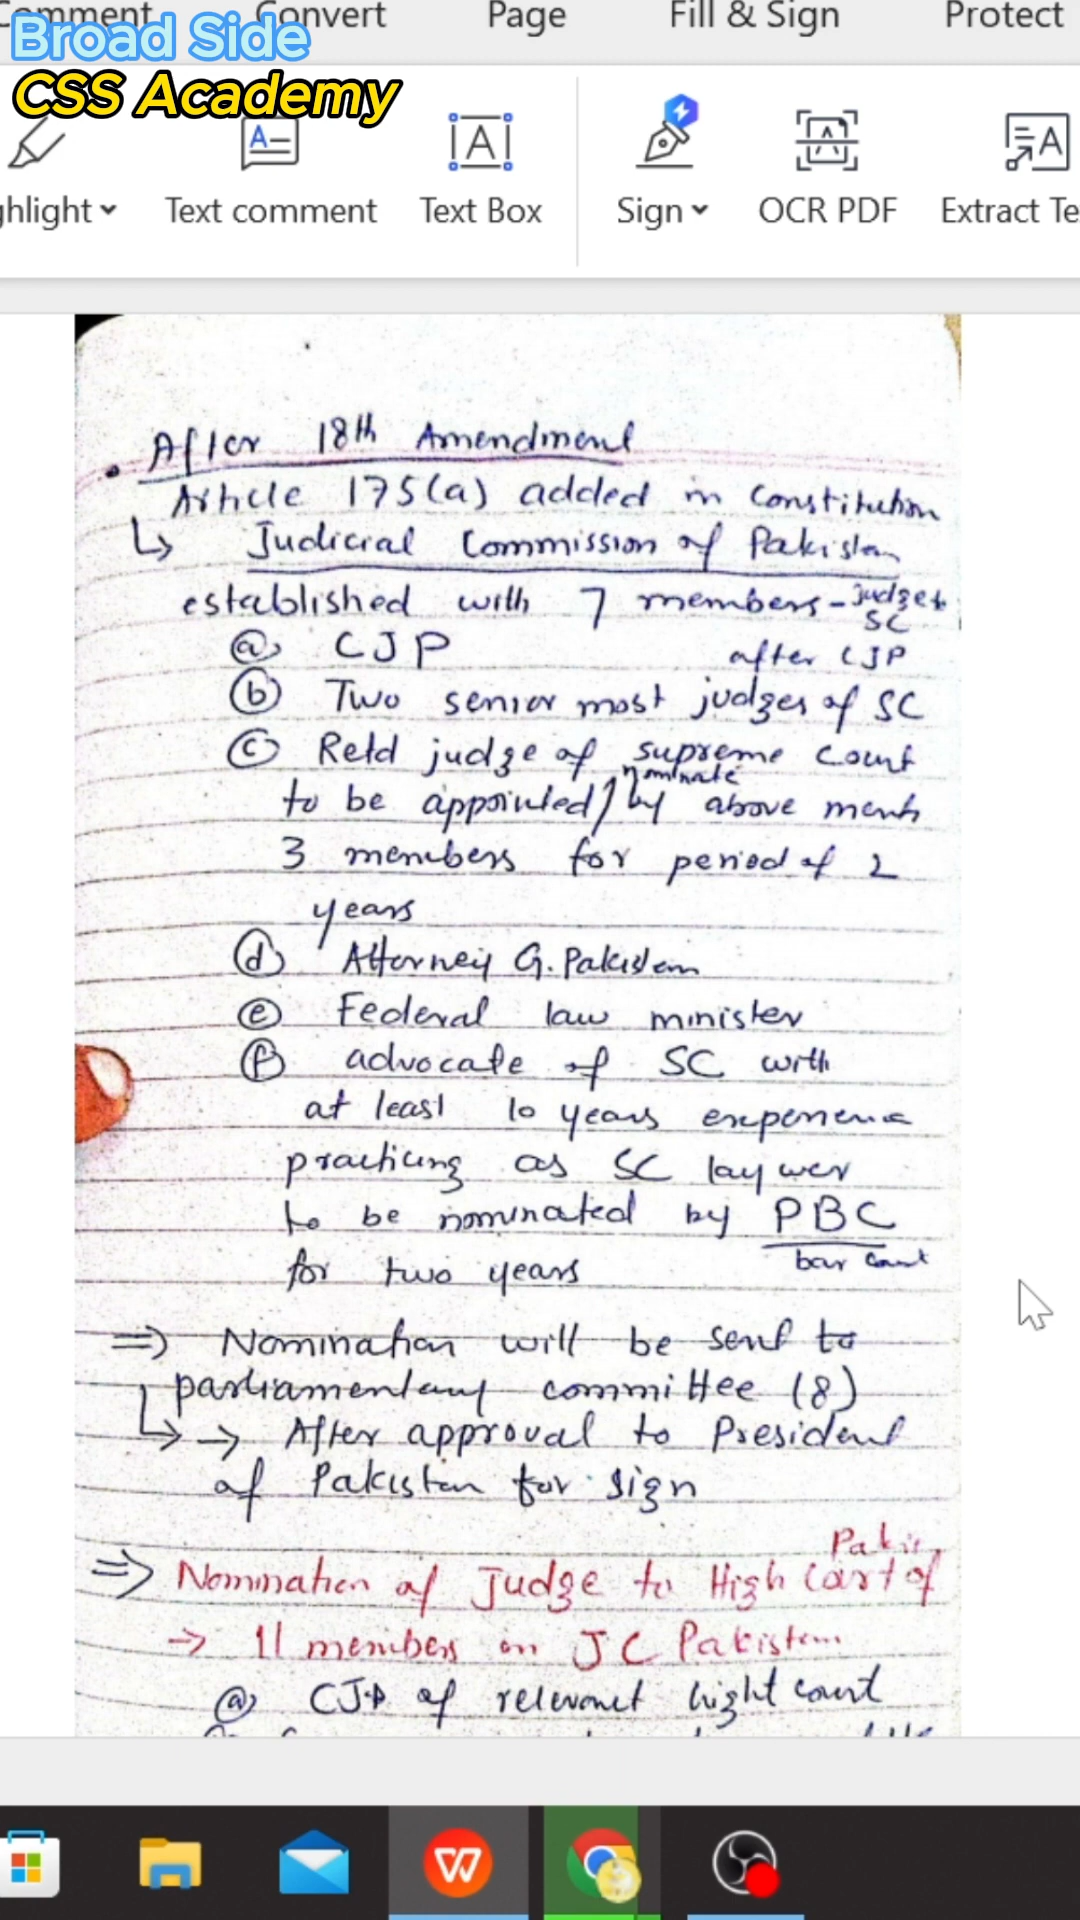 Comment Convert Page Fill & Sign Protect
Broad Side
CSS Academy
ghlight Text comment Text Box Sign OCR PDF Extract Te
After 18th Amendment
Article 175(a) added in Constitution
Judicial Commission of Pakistan
established with 7 members - judges
SC
@ CJP after CJP
(b) Two senior most judges of SC
(c) Retd judge of supreme Court
nominate
to be appointed / by above ment
3 members for period of 2
years
(d) Attorney G. Pakistan
(e) Federal law minister
(f) advocate of SC with
at least 10 years experience
practicing as SC laywer
to be nominated by PBC
for two years bar
=> Nomination will be sent to
parliamentary committee (8)
→ After approval to President
of Pakistan for sign
Pakis
=> Nomination of Judge to High Cort of
→ 11 members on JC Pakistan
(a) CJP of relevant hight court